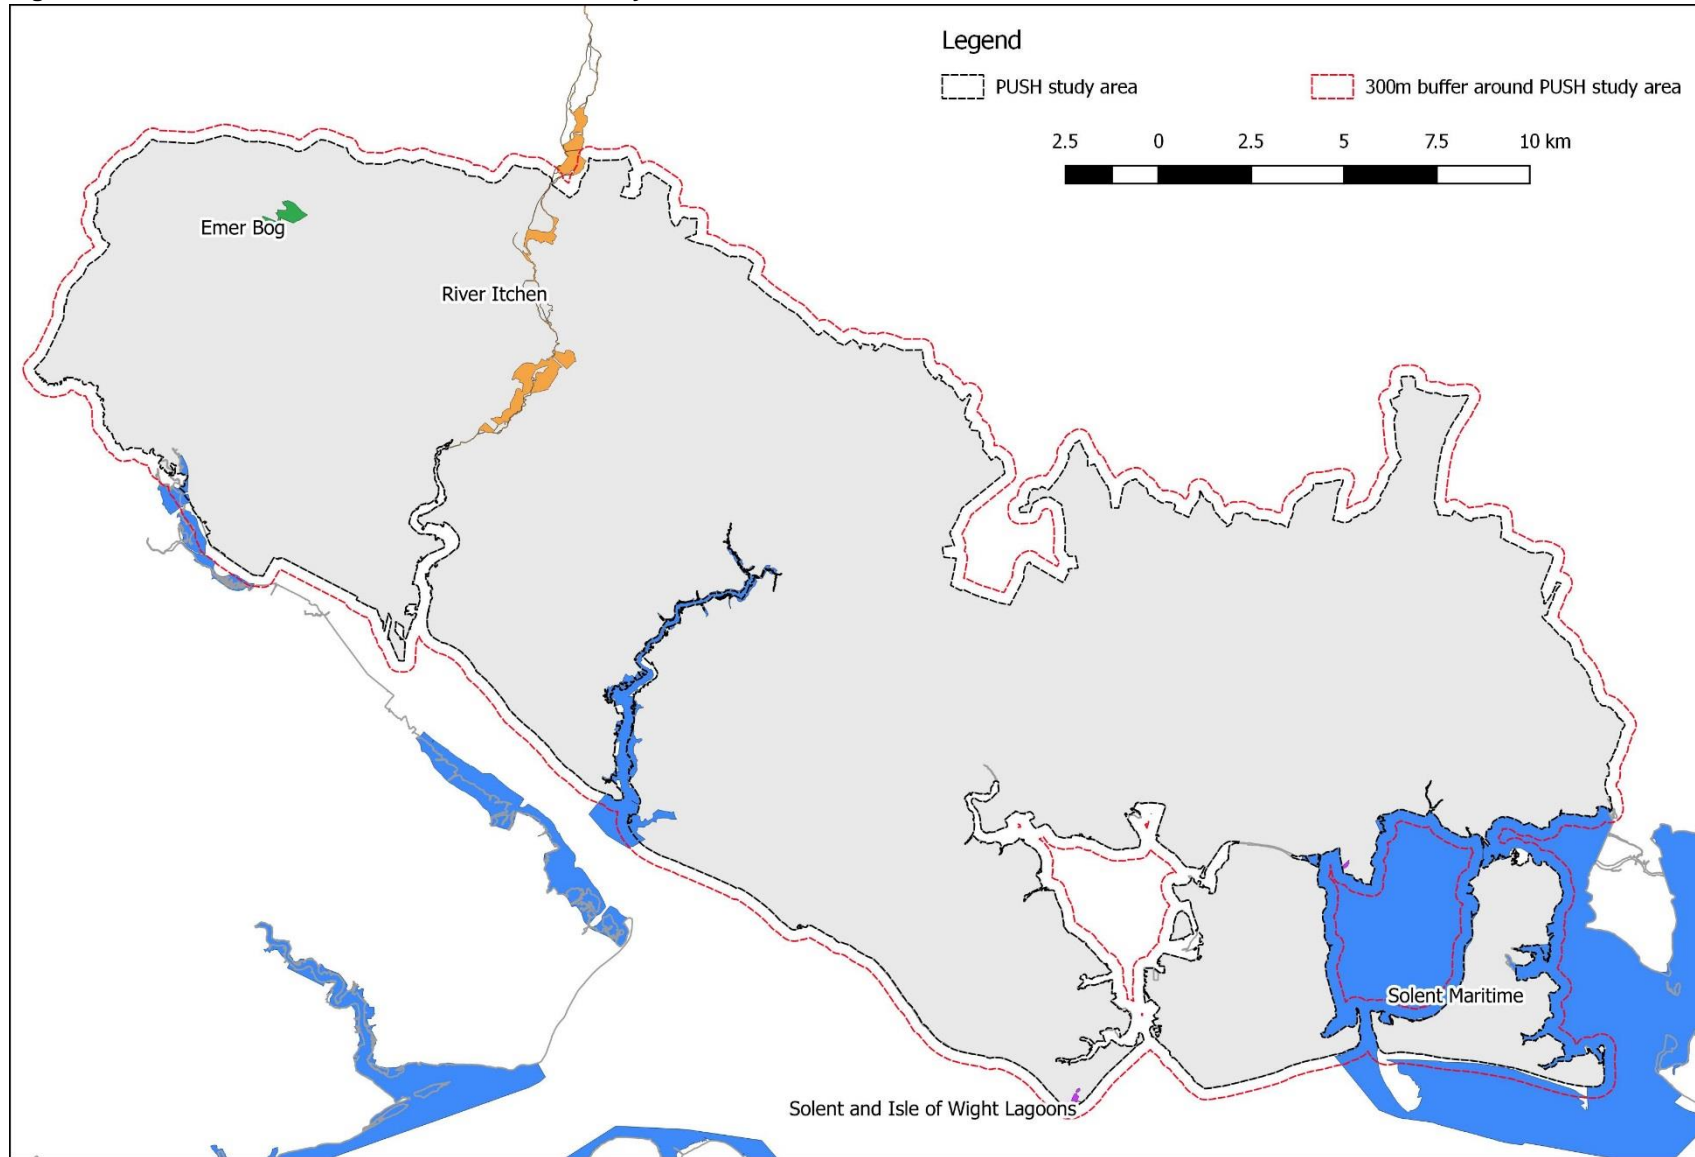 Legend
PUSH study area
300m buffer around PUSH study area
2.5 0 2.5 5 7.5 10 km
Emer Bog
River Itchen
Solent Maritime
Solent and Isle of Wight Lagoons